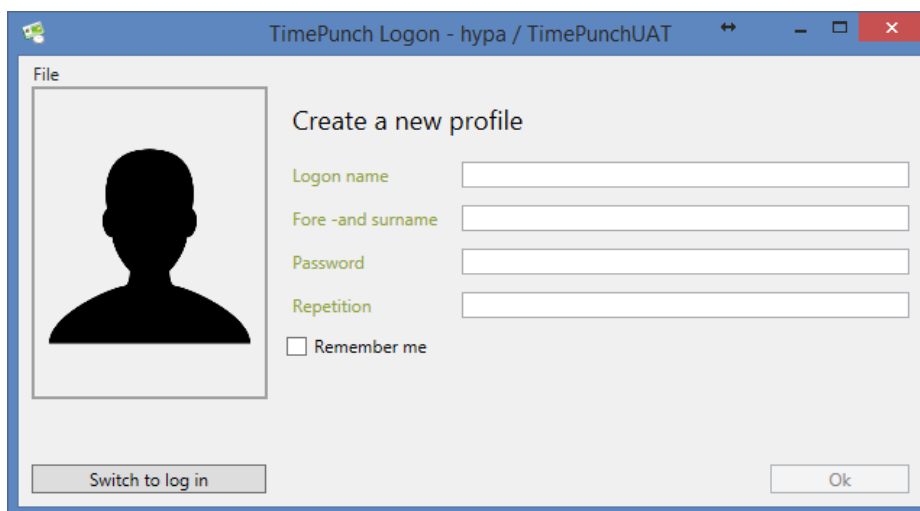 TimePunch Logon - hypa / TimePunchUAT
File
Create a new profile
Logon name
Fore -and surname
Password
Repetition
Remember me
Switch to log in
Ok